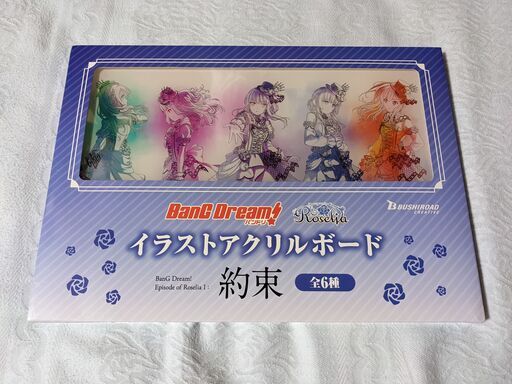 BanG Dream!
バンドリ!
Roselia
BUSHIROAD
CREATIVE
イラストアクリルボード
BanG Dream!
Episode of Roselia I :
約束
全6種